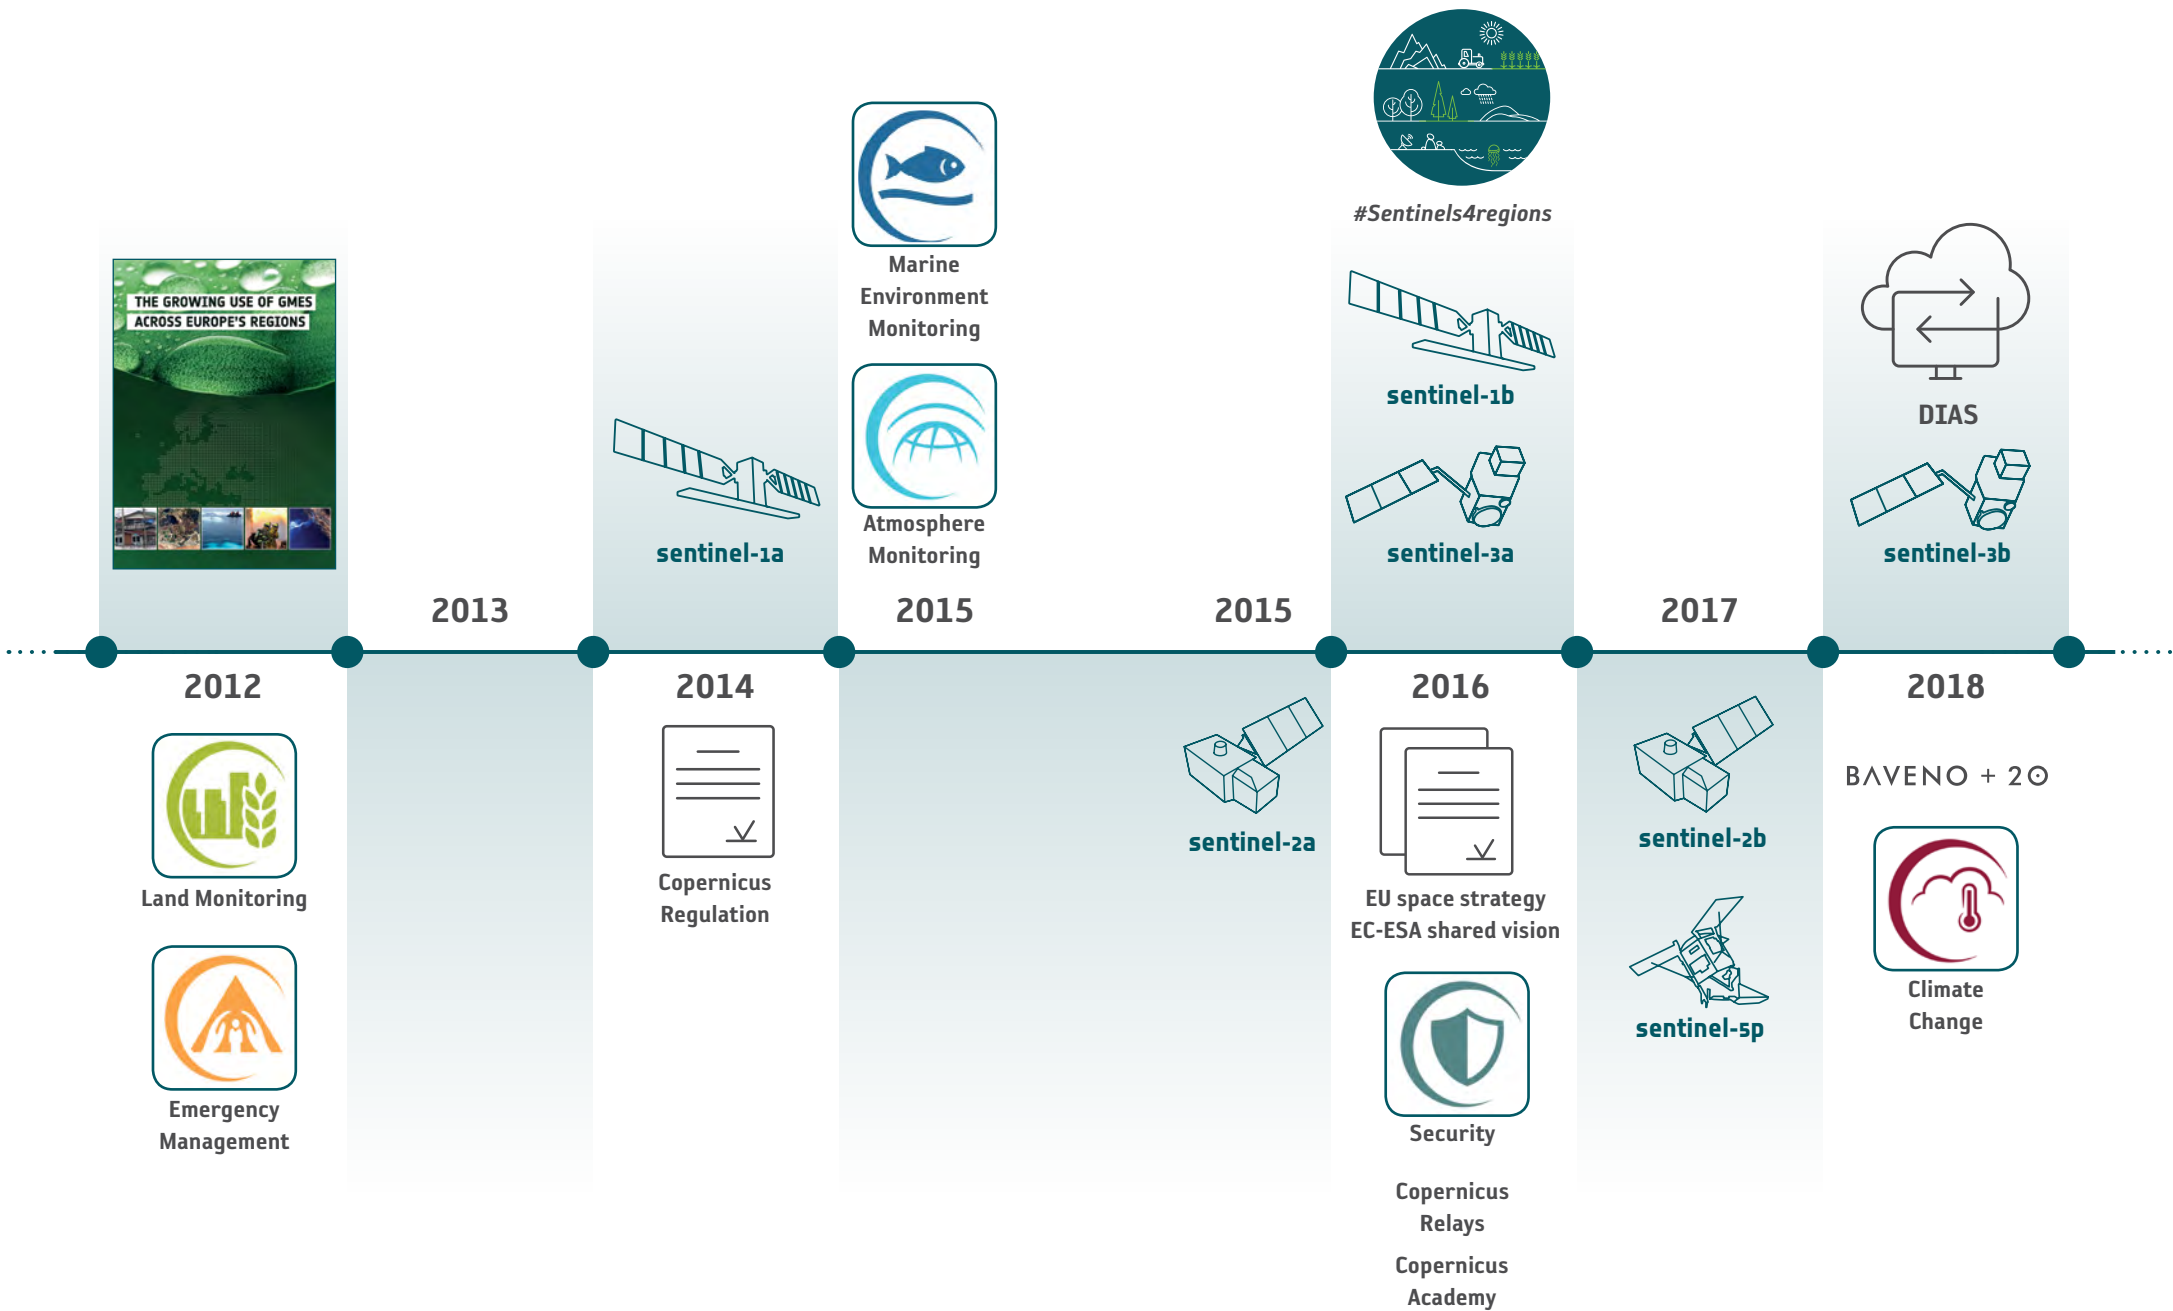 THE GROWING USE OF GMES
ACROSS EUROPE'S REGIONS
2012
Land Monitoring
Emergency
Management
2013
sentinel-1a
2014
Copernicus
Regulation
Marine
Environment
Monitoring
Atmosphere
Monitoring
2015
2015
sentinel-2a
#Sentinels4regions
sentinel-1b
sentinel-3a
2016
EU space strategy
EC-ESA shared vision
Security
Copernicus
Relays
Copernicus
Academy
2017
sentinel-2b
sentinel-5p
DIAS
sentinel-3b
2018
BAVENO + 20
Climate
Change